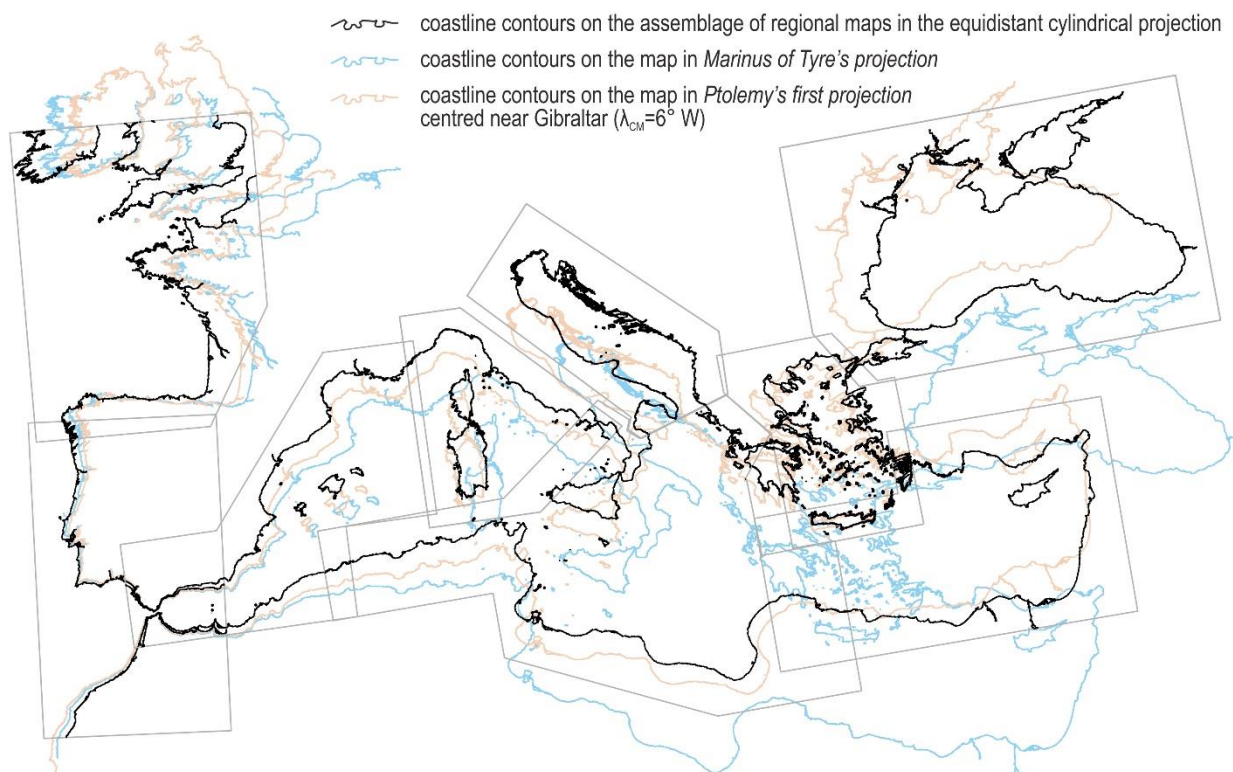 coastline contours on the assemblage of regional maps in the equidistant cylindrical projection
coastline contours on the map in Marinus of Tyre's projection
coastline contours on the map in Ptolemy's first projection
centred near Gibraltar (λCM=6° W)